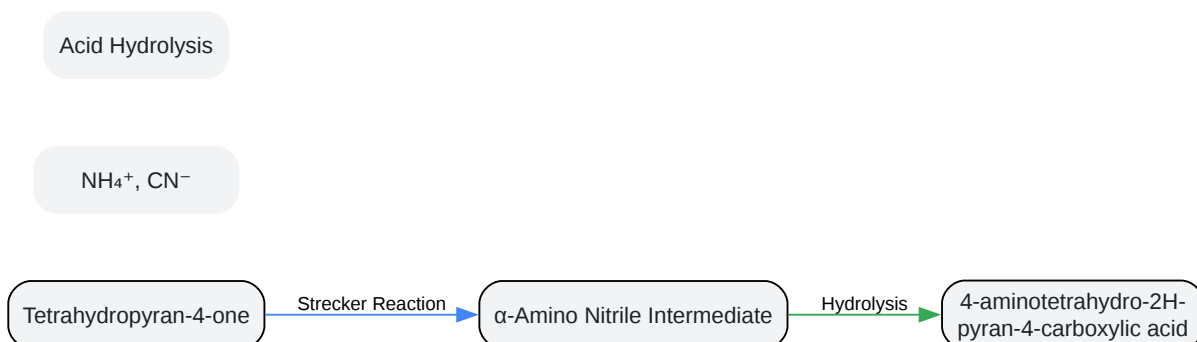 Acid Hydrolysis
NH₄⁺, CN⁻
Tetrahydropyran-4-one
Strecker Reaction
α-Amino Nitrile Intermediate
Hydrolysis
4-aminotetrahydro-2H-
pyran-4-carboxylic acid